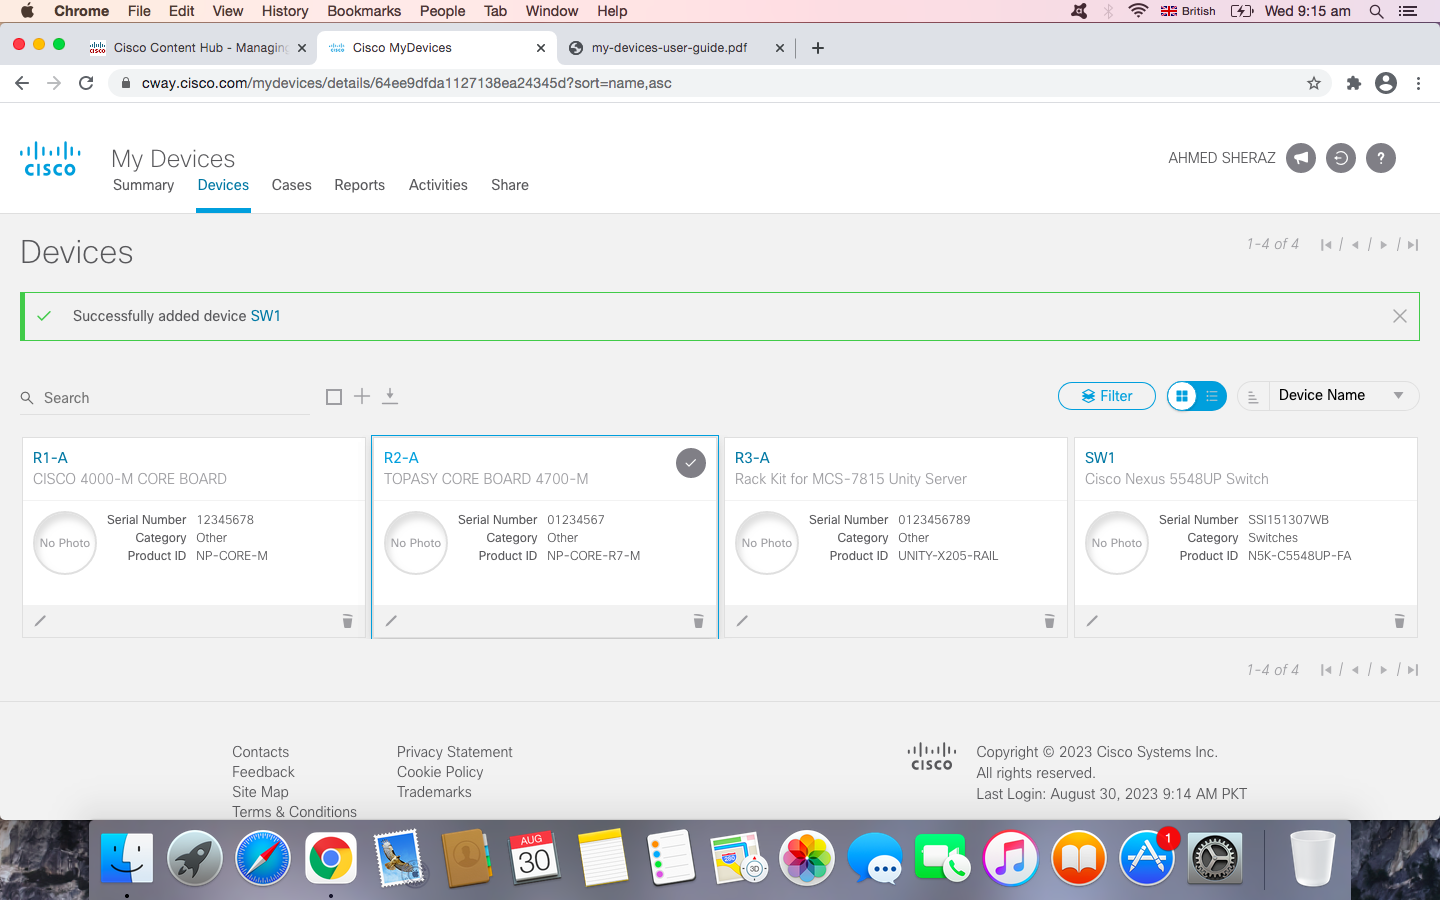 Chrome File Edit View History Bookmarks People Tab Window Help British Wed 9:15 am
Cisco Content Hub - Managing Cisco MyDevices my-devices-user-guide.pdf
cway.cisco.com/mydevices/details/64ee9dfda1127138ea24345d?sort=name,asc
CISCO
My Devices
AHMED SHERAZ ?
Summary Devices Cases Reports Activities Share
Devices
1-4 of 4
Successfully added device SW1
Search
Filter
Device Name
R1-A
CISCO 4000-M CORE BOARD
No Photo
Serial Number 12345678
Category Other
Product ID NP-CORE-M
R2-A
TOPASY CORE BOARD 4700-M
No Photo
Serial Number 01234567
Category Other
Product ID NP-CORE-R7-M
R3-A
Rack Kit for MCS-7815 Unity Server
No Photo
Serial Number 0123456789
Category Other
Product ID UNITY-X205-RAIL
SW1
Cisco Nexus 5548UP Switch
No Photo
Serial Number SSI151307WB
Category Switches
Product ID N5K-C5548UP-FA
1-4 of 4
Contacts
Feedback
Site Map
Terms & Conditions
Privacy Statement
Cookie Policy
Trademarks
CISCO
Copyright © 2023 Cisco Systems Inc.
All rights reserved.
Last Login: August 30, 2023 9:14 AM PKT
AUG
30
280
3D
1